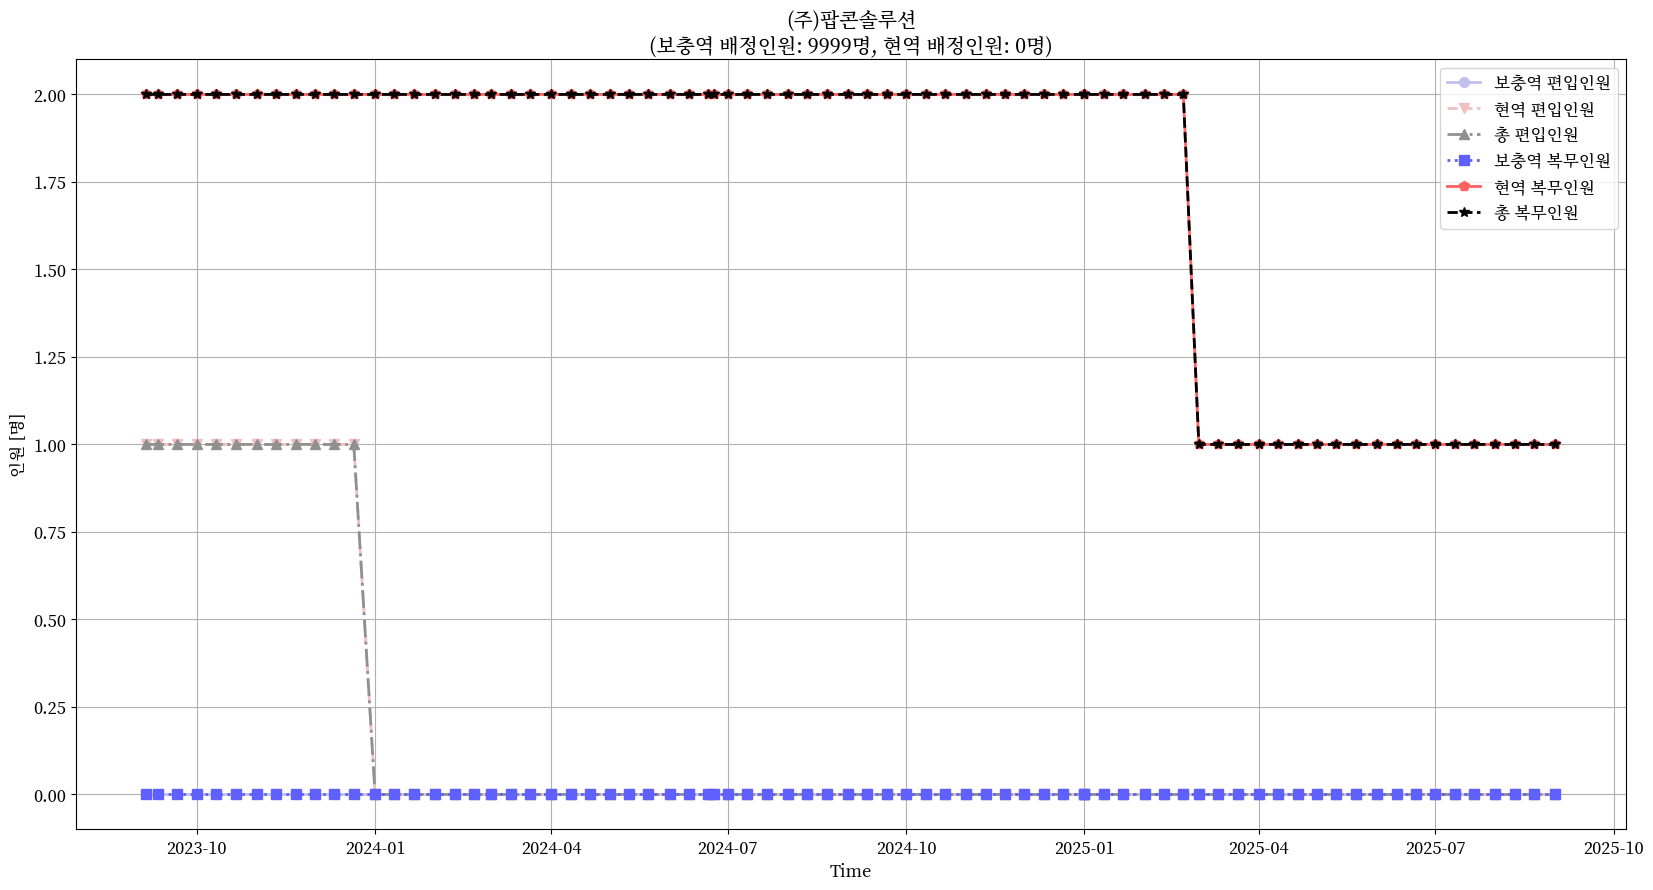 (주)팝콘솔루션
(보충역 배정인원: 9999명, 현역 배정인원: 0명)
보충역 편입인원
현역 편입인원
총 편입인원
보충역 복무인원
현역 복무인원
총 복무인원
인원 [명]
2.00
1.75
1.50
1.25
1.00
0.75
0.50
0.25
0.00
2023-10
2024-01
2024-04
2024-07
2024-10
2025-01
2025-04
2025-07
2025-10
Time